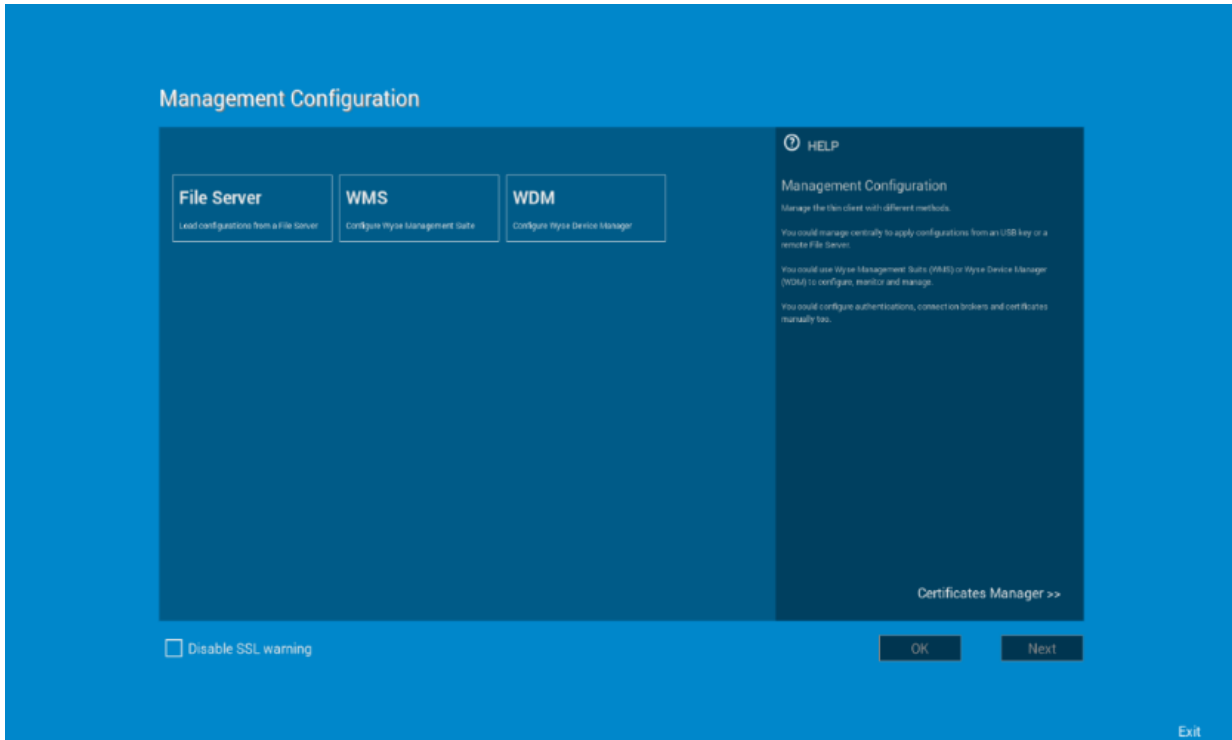 Management Configuration
File Server
Load configurations from a File Server
WMS
Configure Wyse Management Suite
WDM
Configure Wyse Device Manager
? HELP
Management Configuration
Manage the thin client with different methods.
You could manage centrally to apply configurations from an USB key or a
remote File Server.
You could use Wyse Management Suite (WMS) or Wyse Device Manager
(WDM) to configure, monitor and manage.
You could configure authentications, connection brokers and certificates
manually too.
Certificates Manager >>
Disable SSL warning
OK
Next
Exit